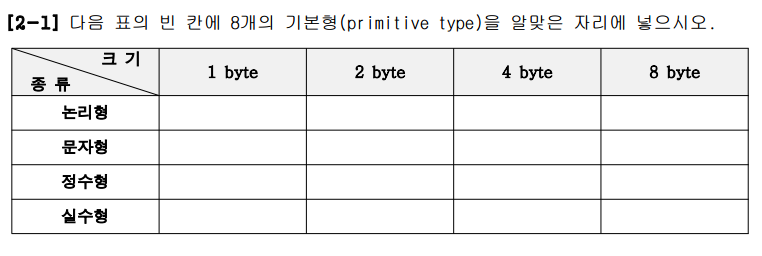 [2-1] 다음 표의 빈 칸에 8개의 기본형(primitive type)을 알맞은 자리에 넣으시오.
크 기
종 류
1 byte 2 byte 4 byte 8 byte
논리형
문자형
정수형
실수형